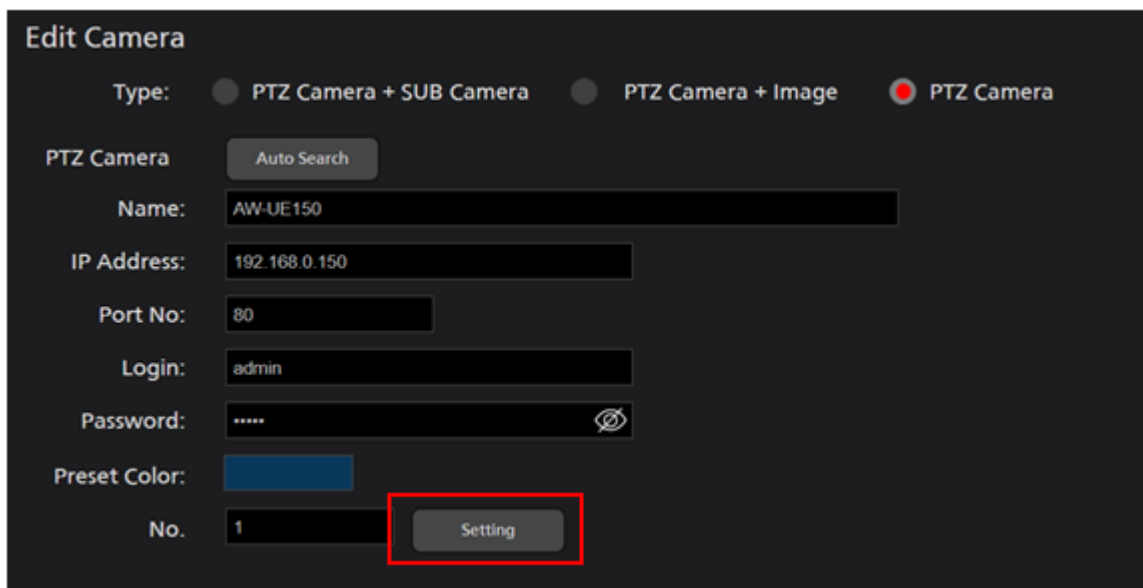 Edit Camera
Type: PTZ Camera + SUB Camera PTZ Camera + Image PTZ Camera
PTZ Camera Auto Search
Name: AW-UE150
IP Address: 192.168.0.150
Port No: 80
Login: admin
Password: •••••
Preset Color:
No. 1 Setting